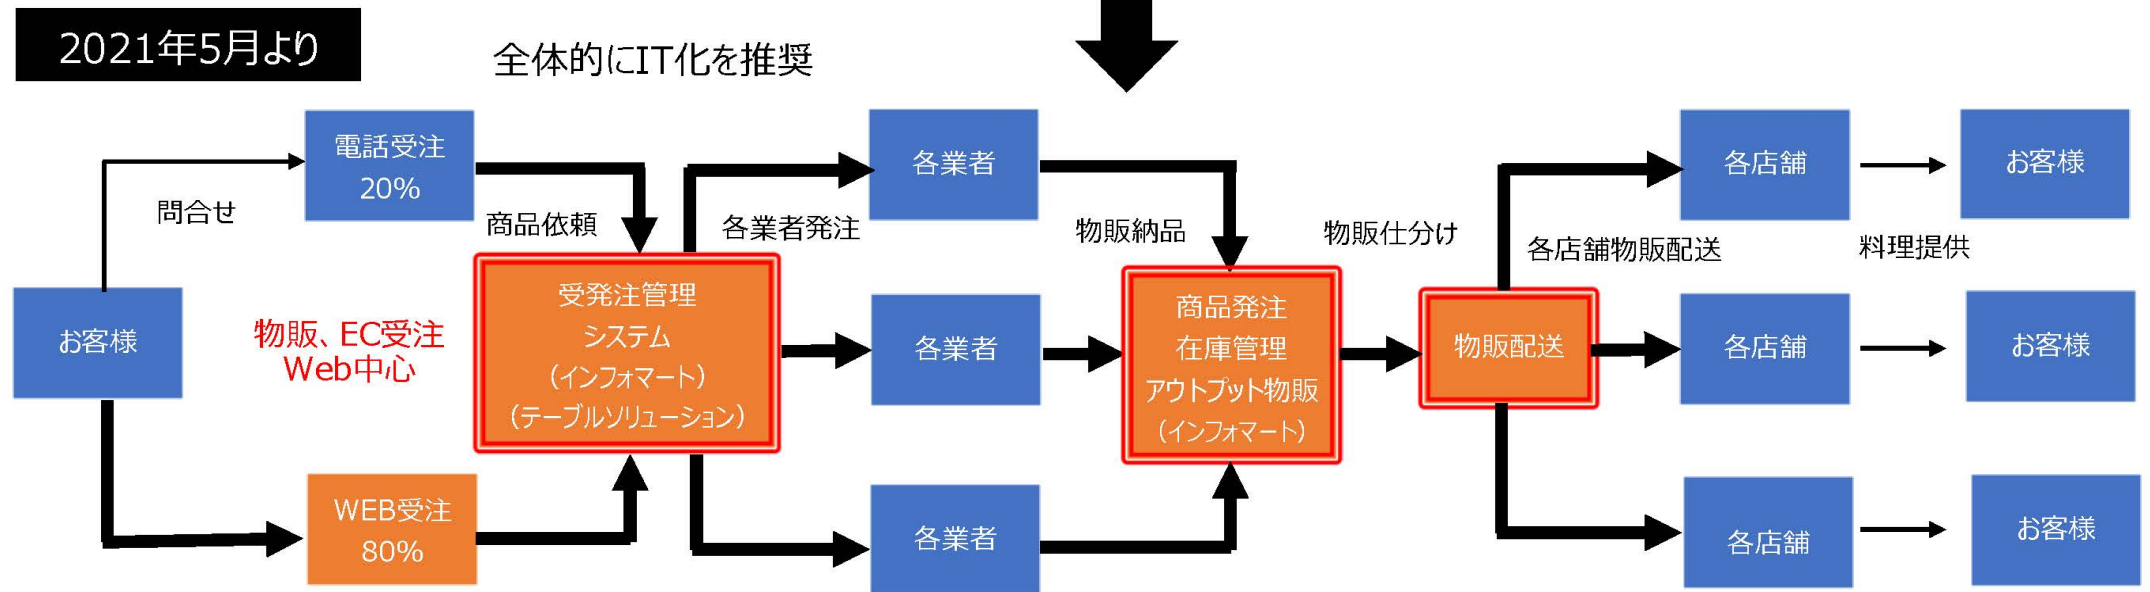 2021年5月より
全体的にIT化を推奨
お客様
問合せ
電話受注
20%
物販、EC受注
Web中心
WEB受注
80%
商品依頼
受発注管理
システム
（インフォマート）
（テーブルソリューション）
各業者発注
各業者
各業者
各業者
物販納品
商品発注
在庫管理
アウトプット物販
（インフォマート）
物販仕分け
物販配送
各店舗物販配送
各店舗
各店舗
各店舗
料理提供
お客様
お客様
お客様